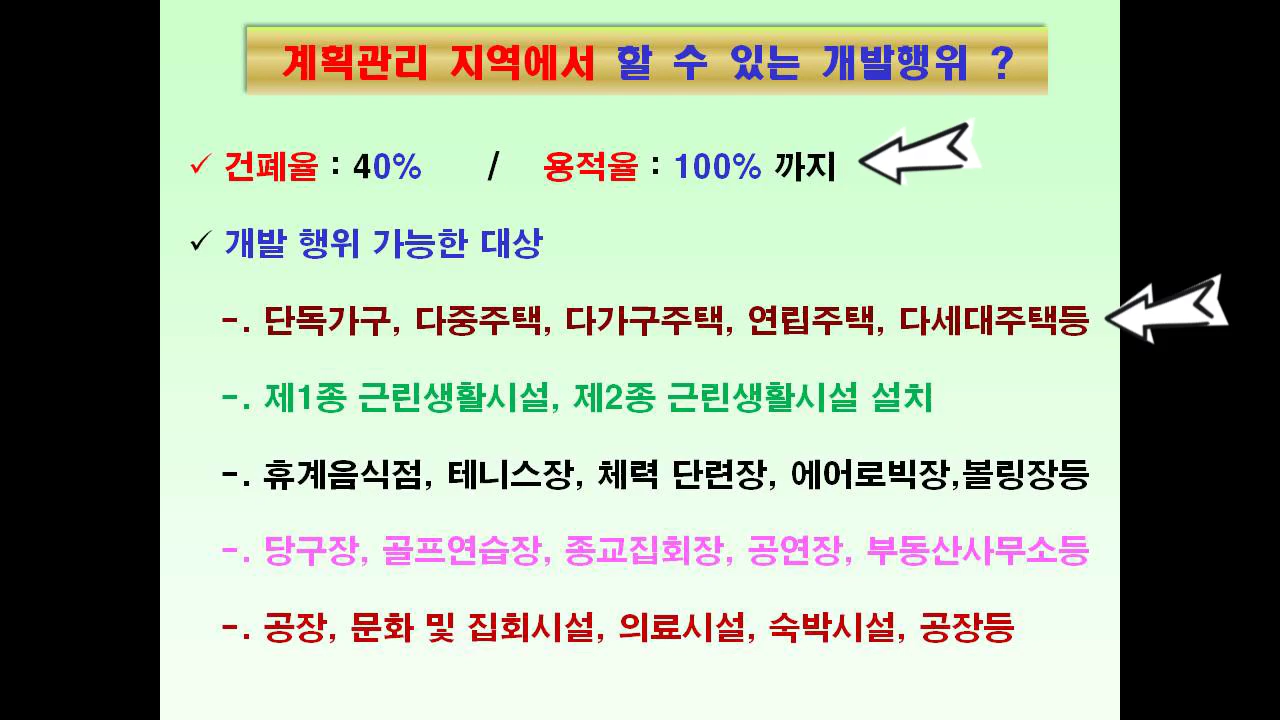 계획관리 지역에서 할 수 있는 개발행위 ?
✓ 건폐율 : 40% / 용적율 : 100% 까지
✓ 개발 행위 가능한 대상
-. 단독가구, 다중주택, 다가구주택, 연립주택, 다세대주택등
-. 제1종 근린생활시설, 제2종 근린생활시설 설치
-. 휴계음식점, 테니스장, 체력 단련장, 에어로빅장,볼링장등
-. 당구장, 골프연습장, 종교집회장, 공연장, 부동산사무소등
-. 공장, 문화 및 집회시설, 의료시설, 숙박시설, 공장등